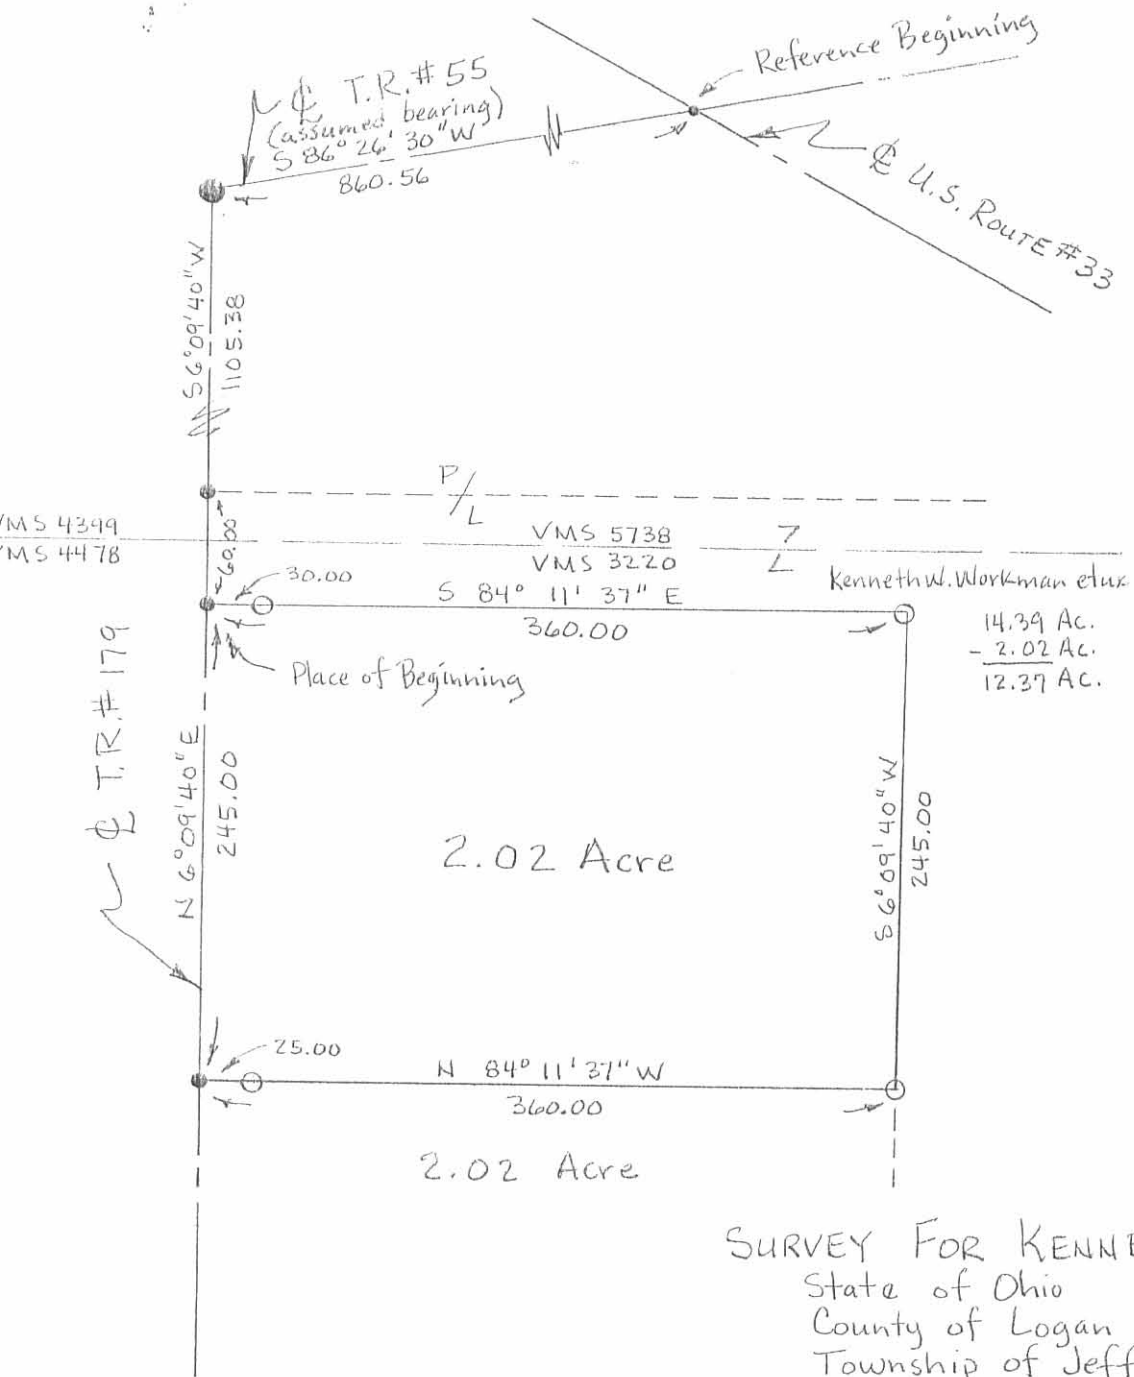 Reference Beginning
℄ T.R.# 55
(assumed bearing)
S 86° 26' 30" W
860.56
℄ U.S. ROUTE #33
S 6° 09' 40" W
1105.38
P/L
VMS 4399
VMS 4478
VMS 5738
VMS 3220
60.00
30.00
S 84° 11' 37" E
360.00
Kenneth W. Workman etux
14.39 Ac.
- 2.02 Ac.
12.37 Ac.
Place of Beginning
℄ T.R.# 179
N 6° 09' 40" E
245.00
2.02 Acre
S 6° 09' 40" W
245.00
25.00
N 84° 11' 37" W
360.00
2.02 Acre
SURVEY FOR KENNE
State of Ohio
County of Logan
Township of Jeff